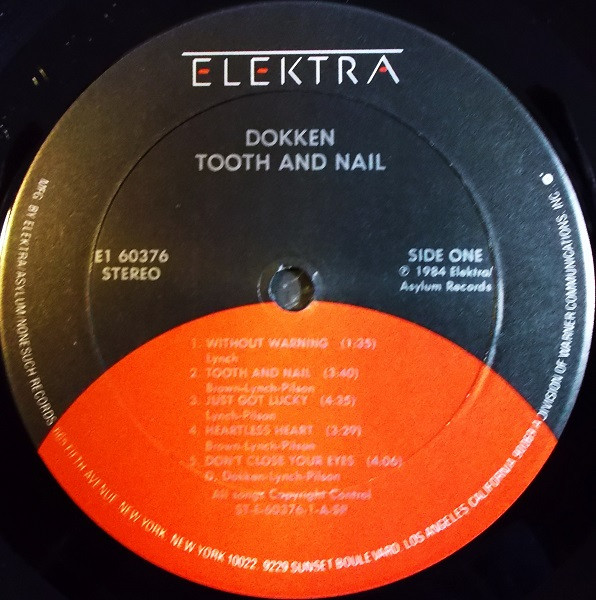 ELEKTRA
DOKKEN
TOOTH AND NAIL
E1 60376
STEREO
SIDE ONE
℗ 1984 Elektra/
Asylum Records
1. WITHOUT WARNING (1:35)
Lynch
2. TOOTH AND NAIL (3:40)
Brown-Lynch-Pilson
3. JUST GOT LUCKY (4:35)
Lynch-Pilson
4. HEARTLESS HEART (3:29)
Brown-Lynch-Pilson
5. DON'T CLOSE YOUR EYES (4:06)
D. Dokken-Lynch-Pilson
All songs Copyright Control
ST-E-60376-1-A-SP
MFG. BY ELEKTRA/ASYLUM/NONESUCH RECORDS, 665 FIFTH AVENUE, NEW YORK, NEW YORK 10022. 9229 SUNSET BOULEVARD, LOS ANGELES, CALIFORNIA 90069 A DIVISION OF WARNER COMMUNICATIONS, INC.